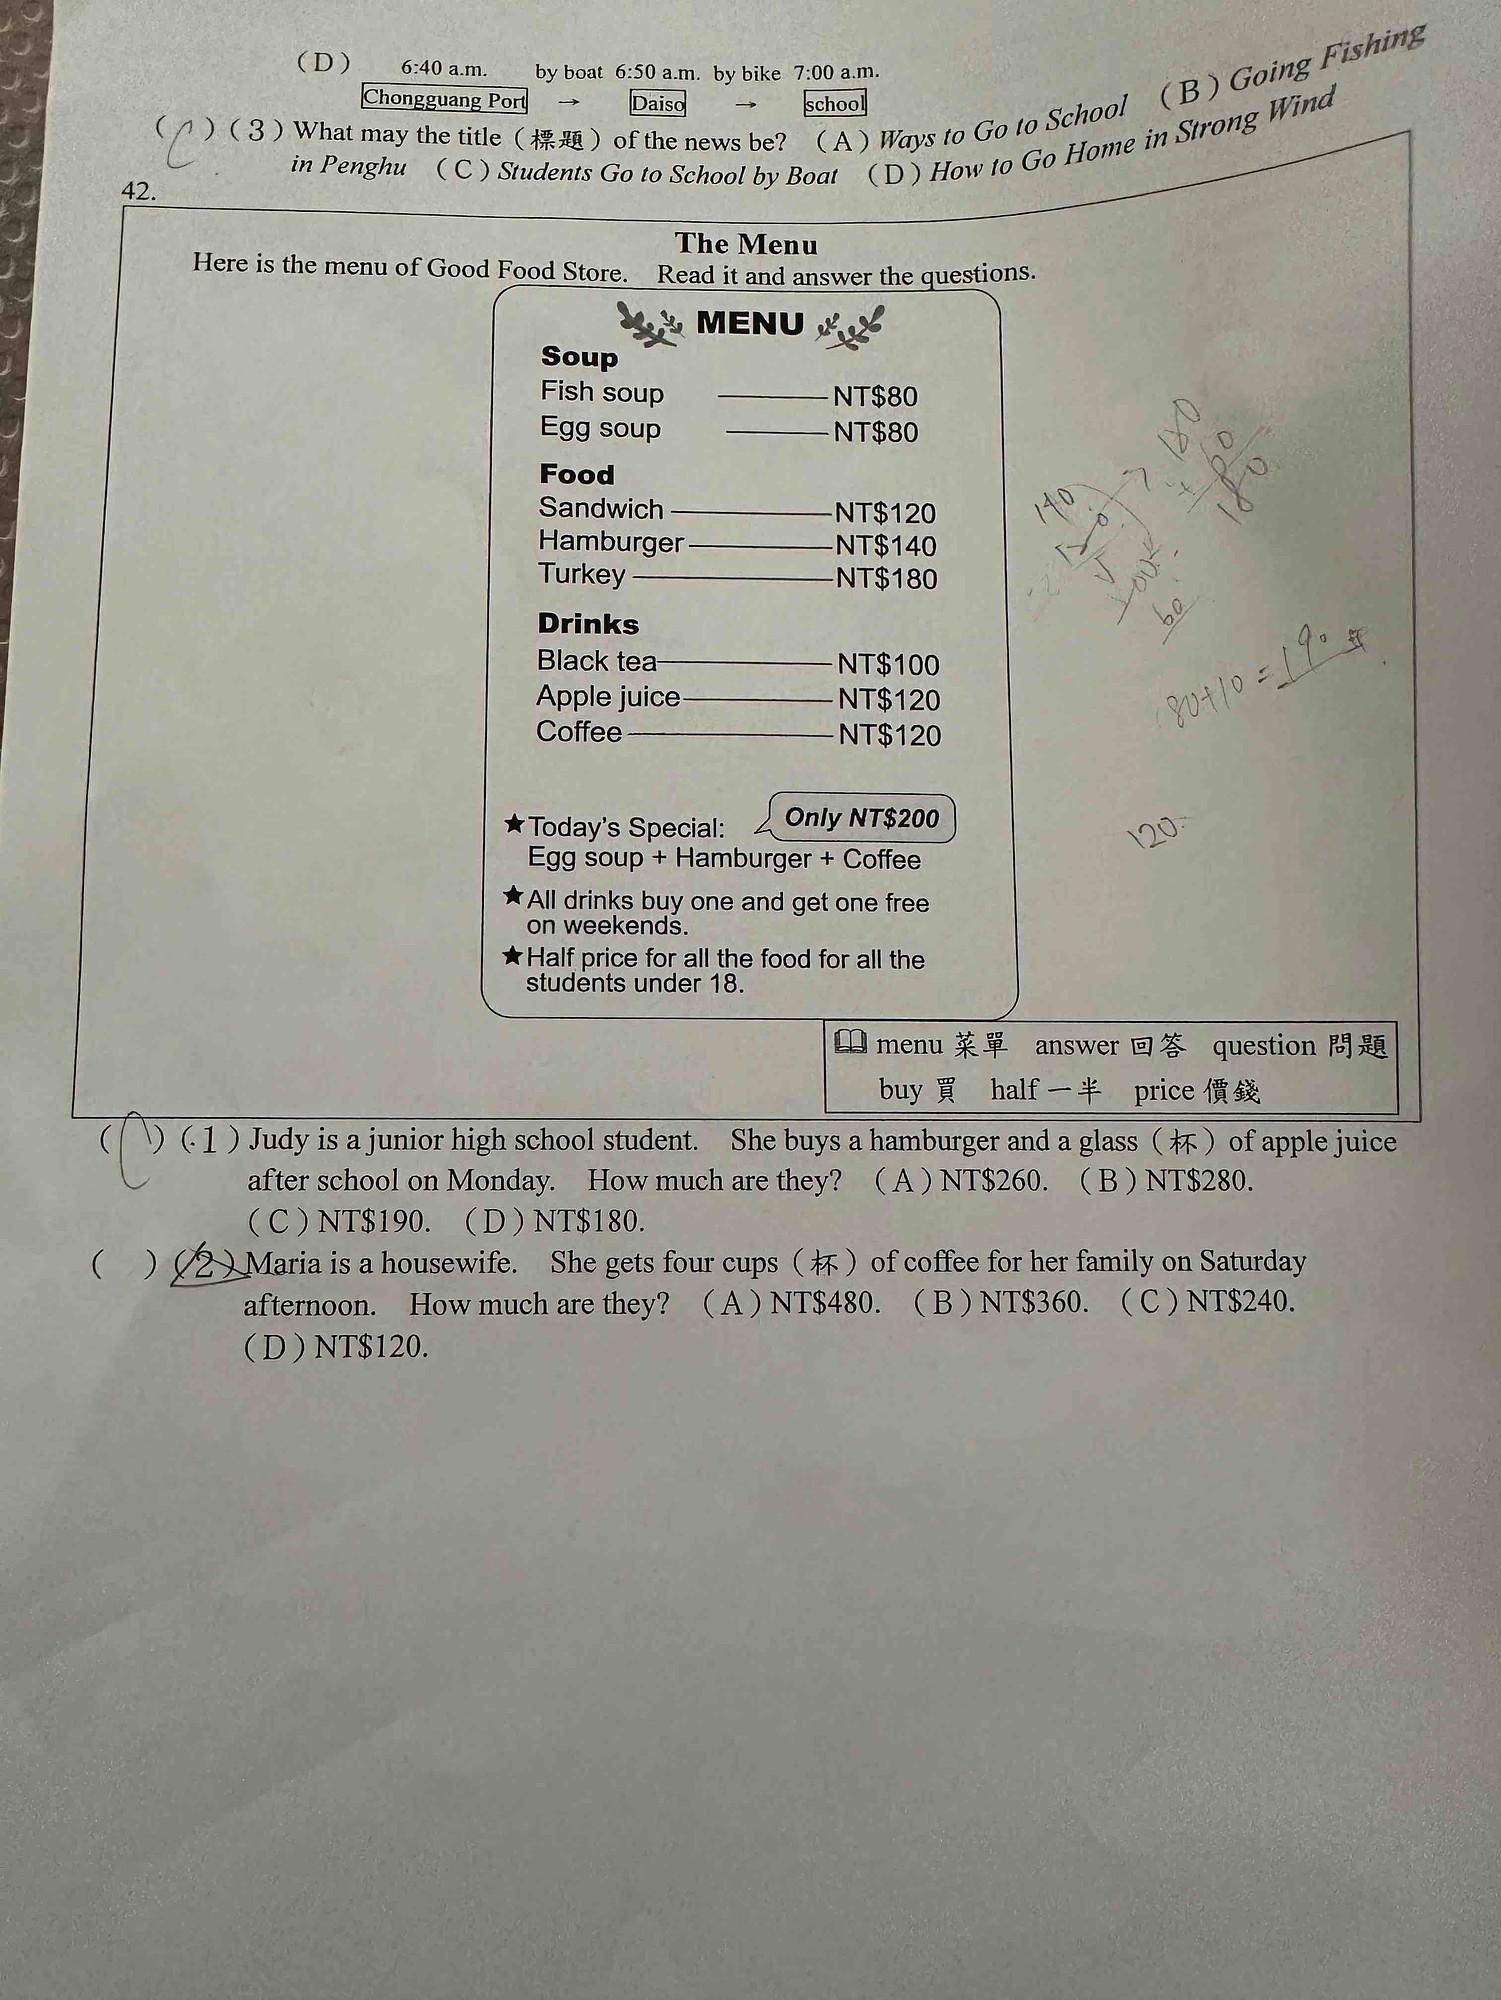 (D) 6:40 a.m. by boat 6:50 a.m. by bike 7:00 a.m.
Chongguang Port → Daiso → school
( C ) (3) What may the title (標題) of the news be? (A) Ways to Go to School (B) Going Fishing
in Penghu (C) Students Go to School by Boat (D) How to Go Home in Strong Wind
42.
The Menu
Here is the menu of Good Food Store. Read it and answer the questions.
MENU
Soup
Fish soup NT$80
Egg soup NT$80
Food
Sandwich NT$120
Hamburger NT$140
Turkey NT$180
Drinks
Black tea NT$100
Apple juice NT$120
Coffee NT$120
★Today's Special: Only NT$200
Egg soup + Hamburger + Coffee
★All drinks buy one and get one free
on weekends.
★Half price for all the food for all the
students under 18.
140
180
180
60
80+10=190
120
menu 菜單 answer 回答 question 問題
buy 買 half 一半 price 價錢
( C ) (1) Judy is a junior high school student. She buys a hamburger and a glass (杯) of apple juice
after school on Monday. How much are they? (A) NT$260. (B) NT$280.
(C) NT$190. (D) NT$180.
( ) (2) Maria is a housewife. She gets four cups (杯) of coffee for her family on Saturday
afternoon. How much are they? (A) NT$480. (B) NT$360. (C) NT$240.
(D) NT$120.